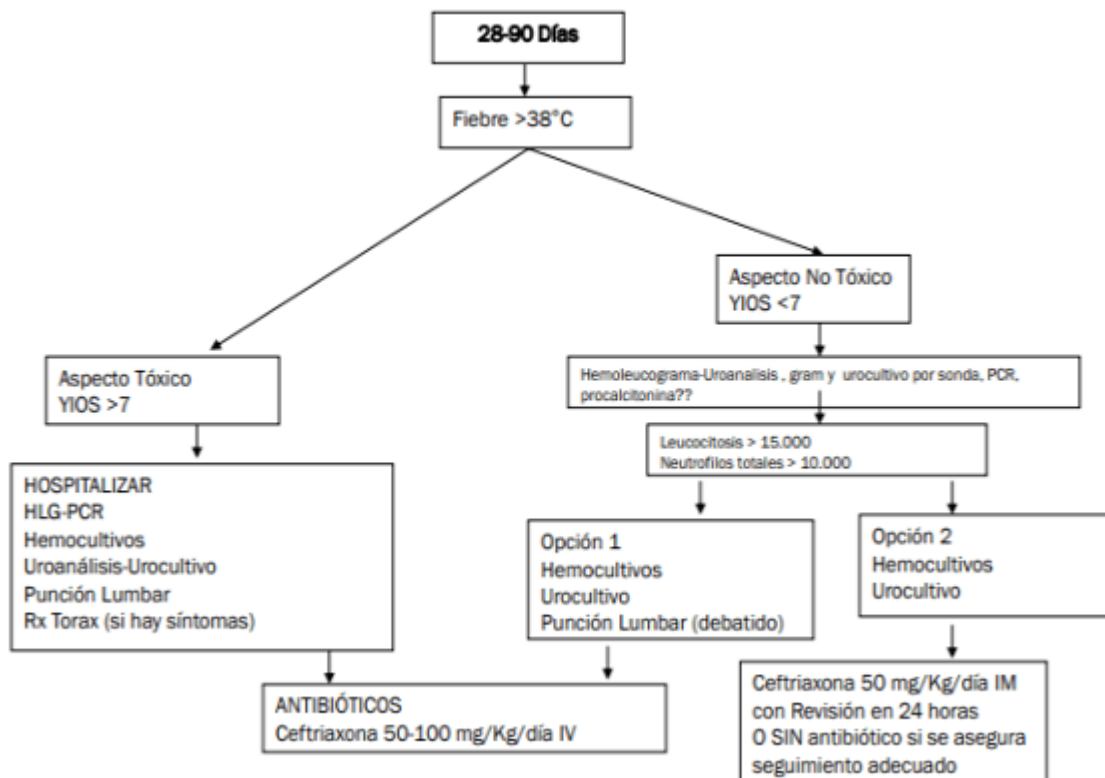 28-90 Días
Fiebre >38°C
Aspecto No Tóxico
YIOS <7
Aspecto Tóxico
YIOS >7
Hemoleucograma-Uroanalisis , gram y urocultivo por sonda, PCR,
procalcitonina??
Leucocitosis > 15.000
Neutrofilos totales > 10.000
HOSPITALIZAR
HLG-PCR
Hemocultivos
Uroanálisis-Urocultivo
Punción Lumbar
Rx Torax (si hay síntomas)
Opción 1
Hemocultivos
Urocultivo
Punción Lumbar (debatido)
Opción 2
Hemocultivos
Urocultivo
ANTIBIÓTICOS
Ceftriaxona 50-100 mg/Kg/día IV
Ceftriaxona 50 mg/Kg/día IM
con Revisión en 24 horas
O SIN antibiótico si se asegura
seguimiento adecuado